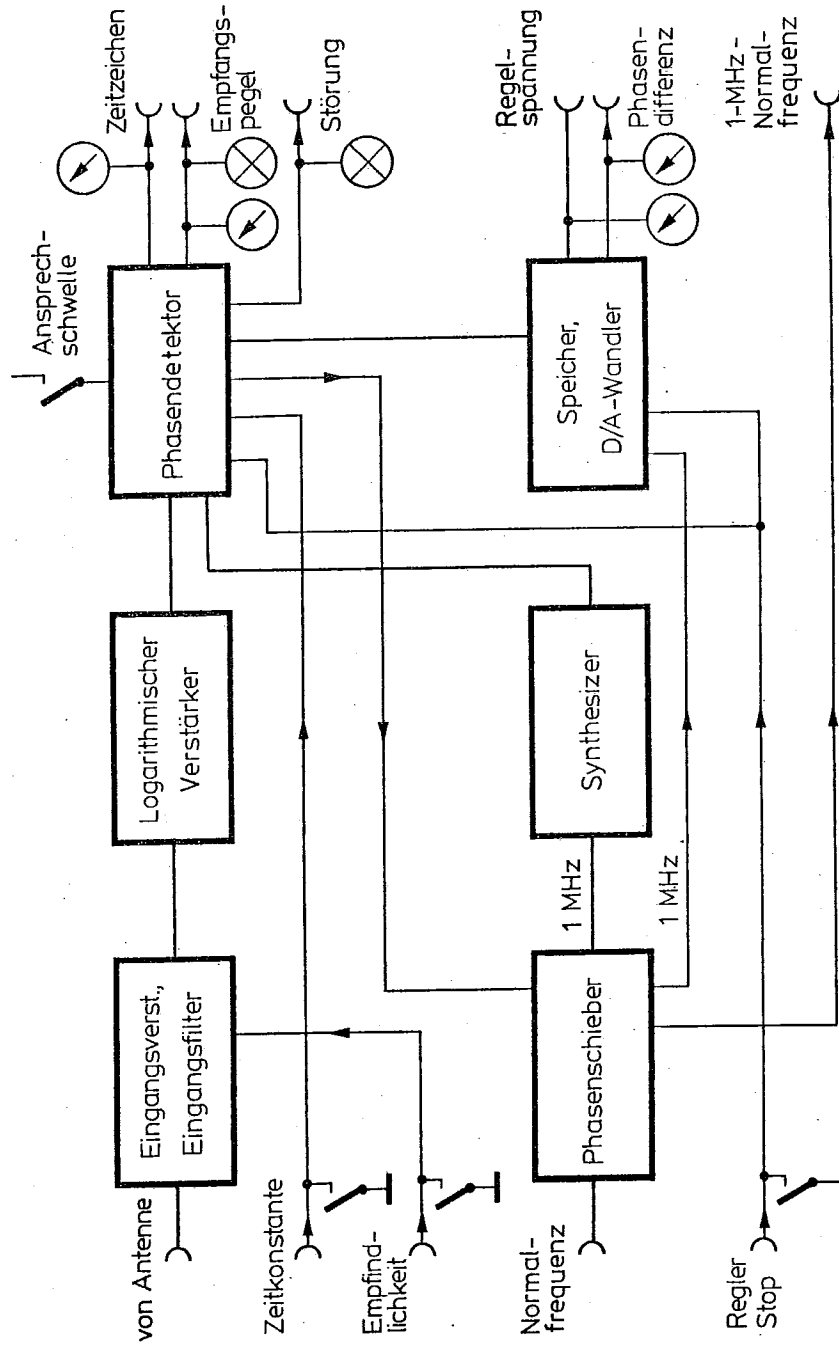 von Antenne
Eingangsverst.,
Eingangsfilter
Logarithmischer
Verstärker
Ansprech-
schwelle
Phasendetektor
Zeitzeichen
Empfangs-
pegel
Störung
Zeitkonstante
Empfind-
lichkeit
Normal-
frequenz
Phasenschieber
1 MHz
1 MHz
Synthesizer
Speicher,
D/A-Wandler
Regel-
spannung
Phasen-
differenz
Regler
Stop
1-MHz-
Normal-
frequenz